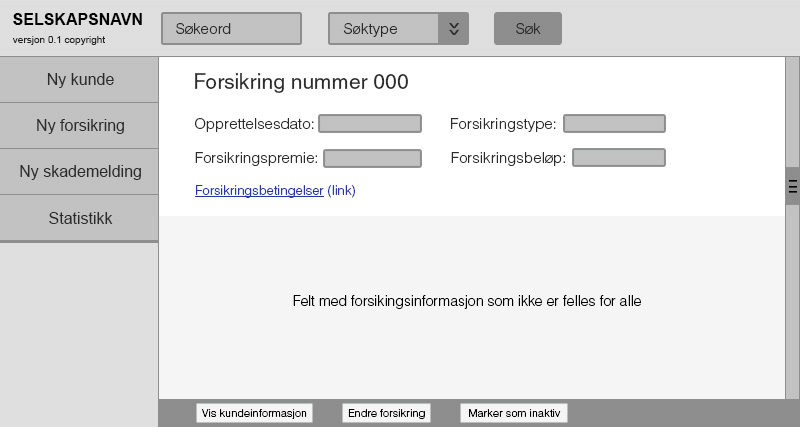 SELSKAPSNAVN
versjon 0.1 copyright
Søkeord
Søktype
Søk
Ny kunde
Ny forsikring
Ny skademelding
Statistikk
Forsikring nummer 000
Opprettelsesdato:
Forsikringstype:
Forsikringspremie:
Forsikringsbeløp:
Forsikringsbetingelser (link)
Felt med forsikingsinformasjon som ikke er felles for alle
Vis kundeinformasjon
Endre forsikring
Marker som inaktiv